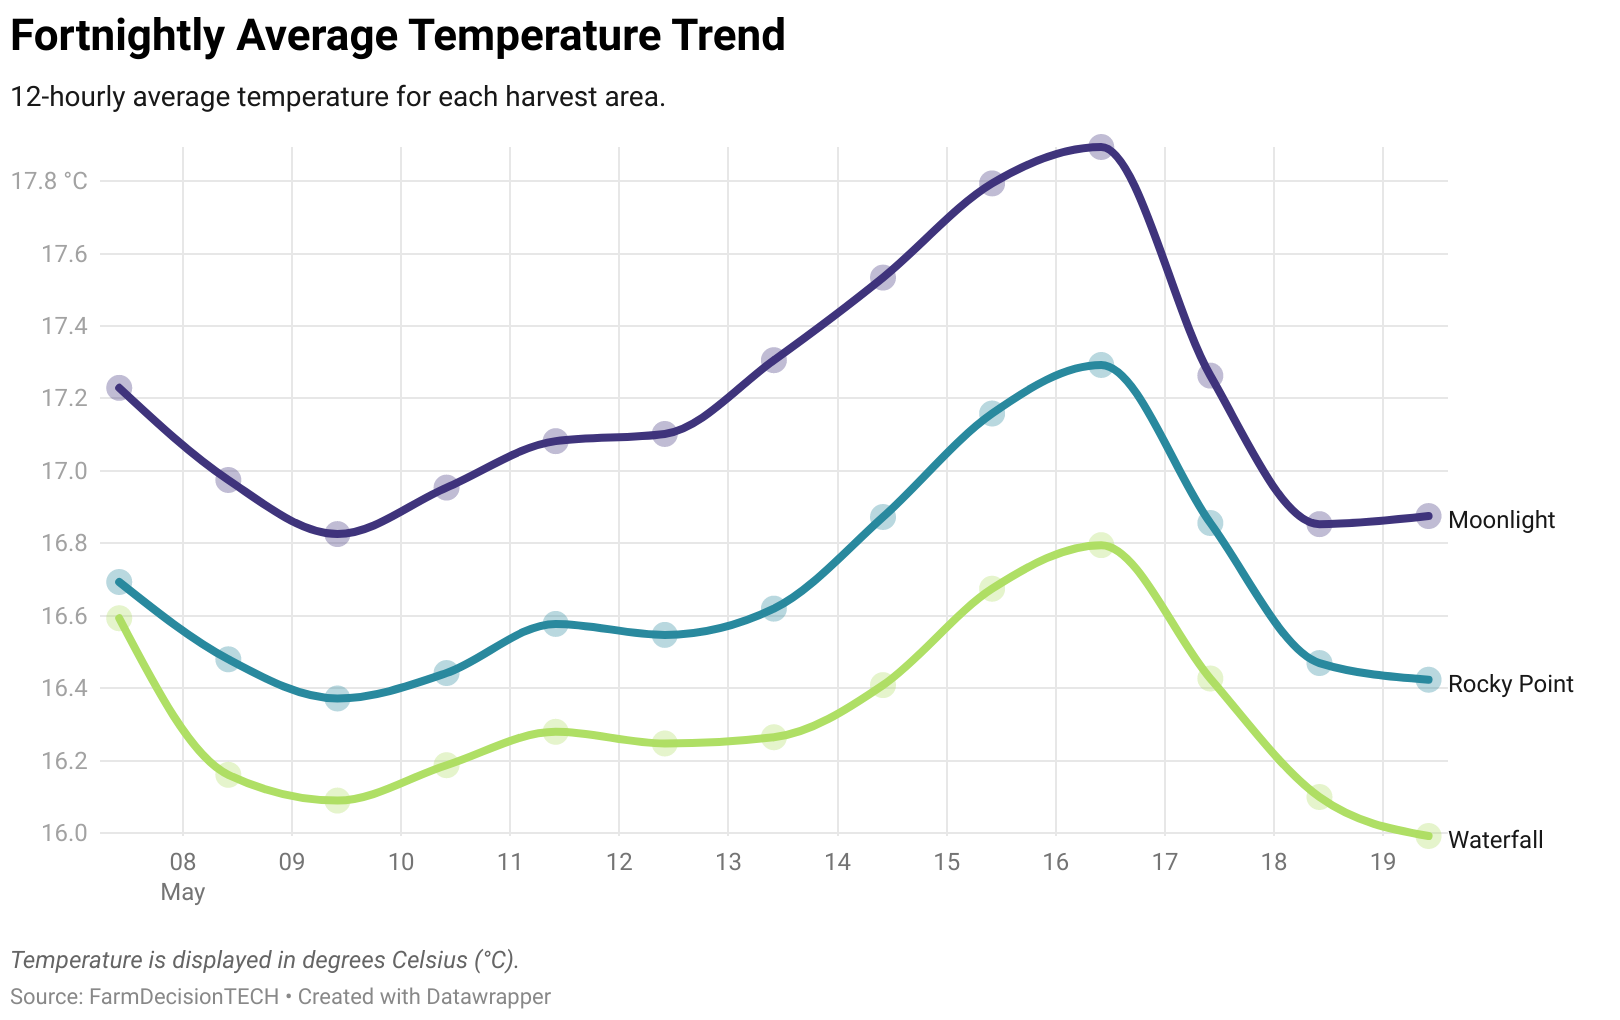 Fortnightly Average Temperature Trend
12-hourly average temperature for each harvest area.
17.8 °C
17.6
17.4
17.2
17.0
16.8
16.6
16.4
16.2
16.0
Moonlight
Rocky Point
Waterfall
08 09 10 11 12 13 14 15 16 17 18 19
May
Temperature is displayed in degrees Celsius (°C).
Source: FarmDecisionTECH • Created with Datawrapper